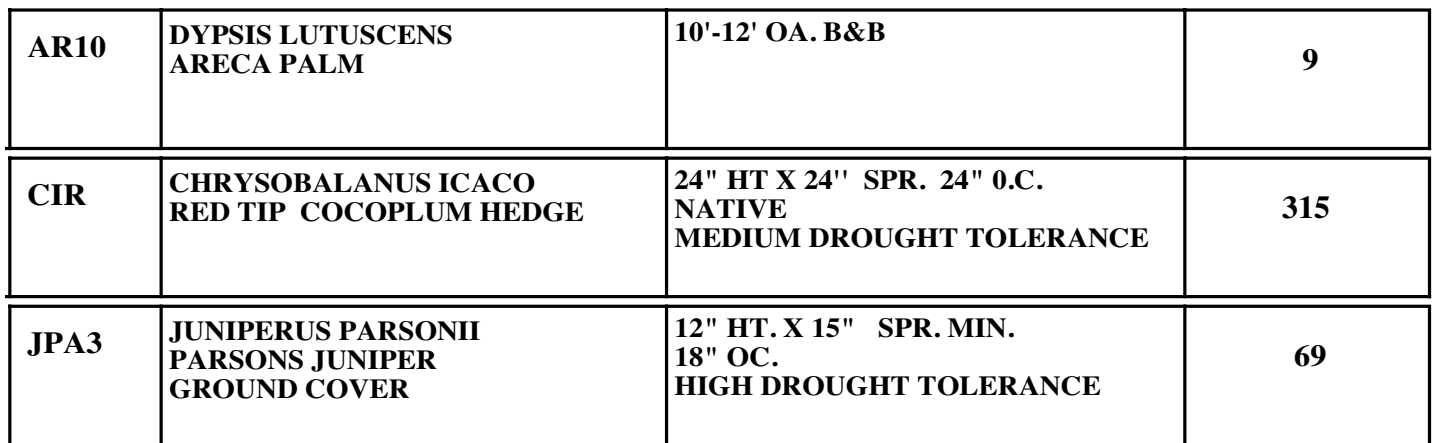 AR10
DYPSIS LUTUSCENS
ARECA PALM
10'-12' OA. B&B
9
CIR
CHRYSOBALANUS ICACO
RED TIP  COCOPLUM HEDGE
24" HT X 24''  SPR.  24" 0.C.
NATIVE
MEDIUM DROUGHT TOLERANCE
315
JPA3
JUNIPERUS PARSONII
PARSONS JUNIPER
GROUND COVER
12" HT. X 15"   SPR. MIN.
18" OC.
HIGH DROUGHT TOLERANCE
69